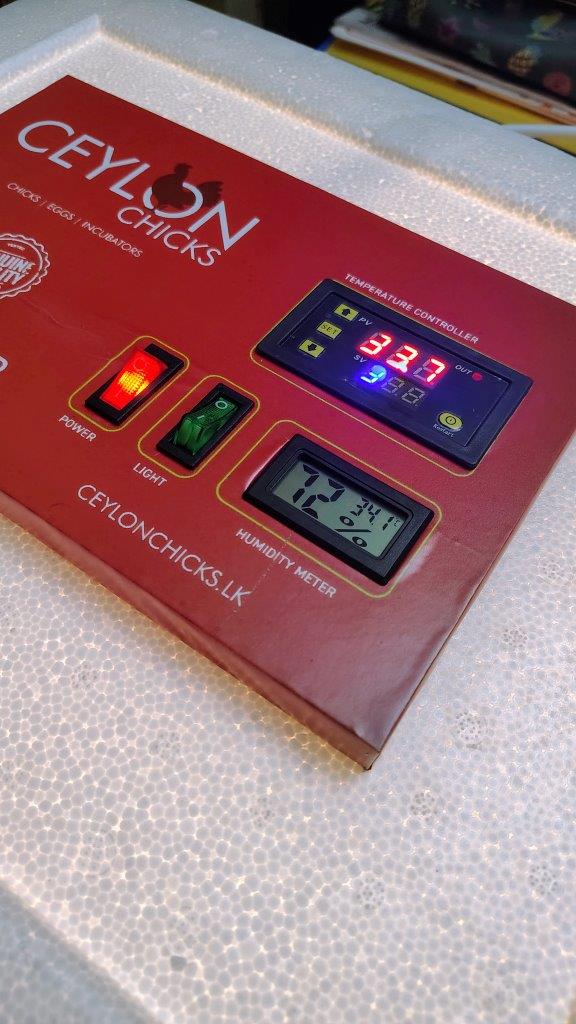 CEYLON
CHICKS
CHICKS | EGGS | INCUBATORS
TEMPERATURE CONTROLLER
PV
33.7
OUT
SET
SV
Restart
POWER
LIGHT
72 %
34.1 °C
HUMIDITY METER
CEYLONCHICKS.LK